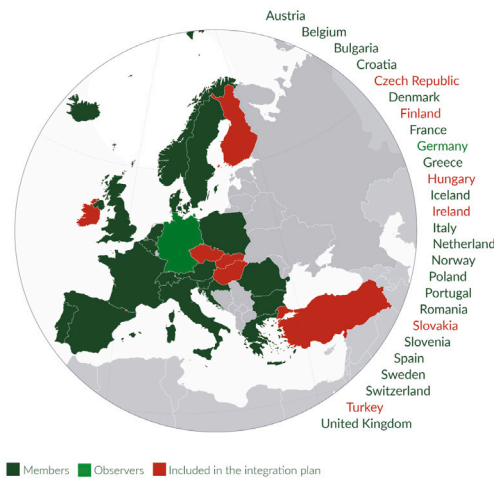 Austria
Belgium
Bulgaria
Croatia
Czech Republic
Denmark
Finland
France
Germany
Greece
Hungary
Iceland
Ireland
Italy
Netherland
Norway
Poland
Portugal
Romania
Slovakia
Slovenia
Spain
Sweden
Switzerland
Turkey
United Kingdom
Members Observers Included in the integration plan